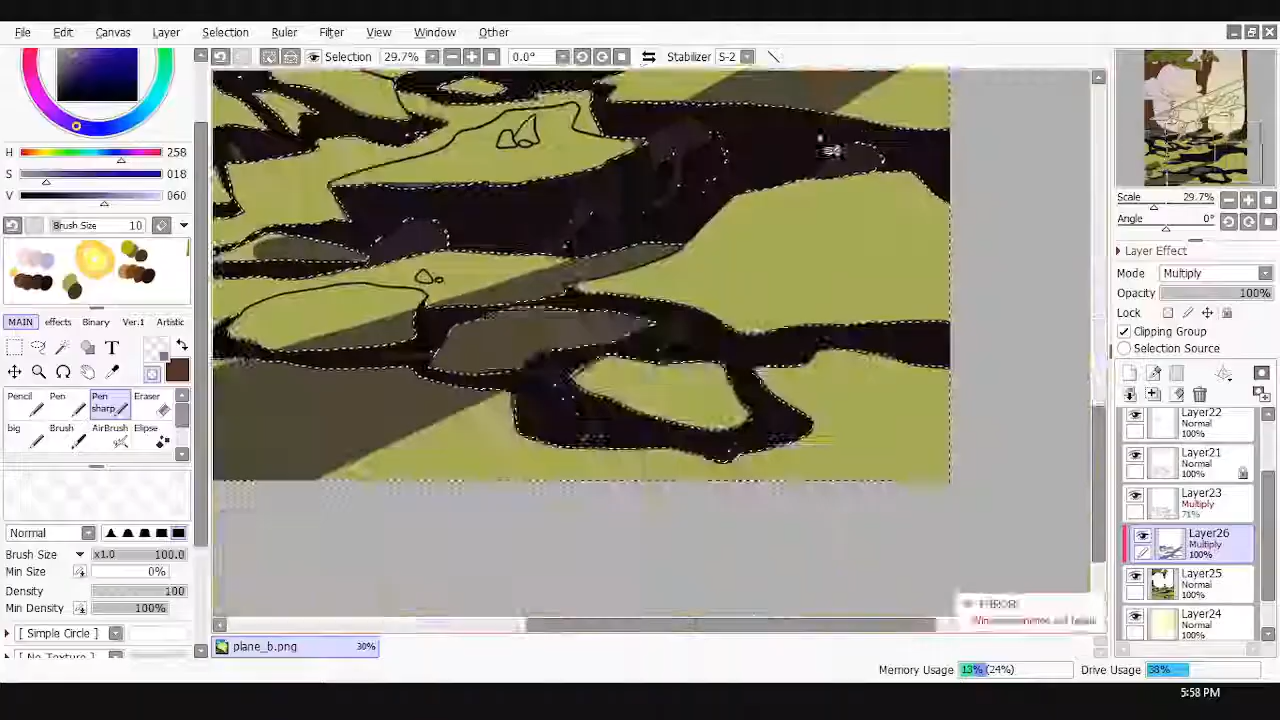 File Edit Canvas Layer Selection Ruler Filter View Window Other
Selection 29.7% 0.0° Stabilizer S-2
H 258
S 018
V 060
Brush Size 10
MAIN effects Binary Ver.1 Artistic
T
Pencil Pen Pen sharp Eraser
big Brush AirBrush Elipse
Normal
Brush Size x1.0 100.0
Min Size 0%
Density 100
Min Density 100%
[ Simple Circle ]
Scale 29.7%
Angle 0°
Layer Effect
Mode Multiply
Opacity 100%
Lock
Clipping Group
Selection Source
Layer22
Normal
100%
Layer21
Normal
100%
Layer23
Multiply
71%
Layer26
Multiply
100%
Layer25
Normal
100%
Layer24
Normal
100%
plane_b.png 30%
Memory Usage 13% (24%) Drive Usage 38%
5:58 PM